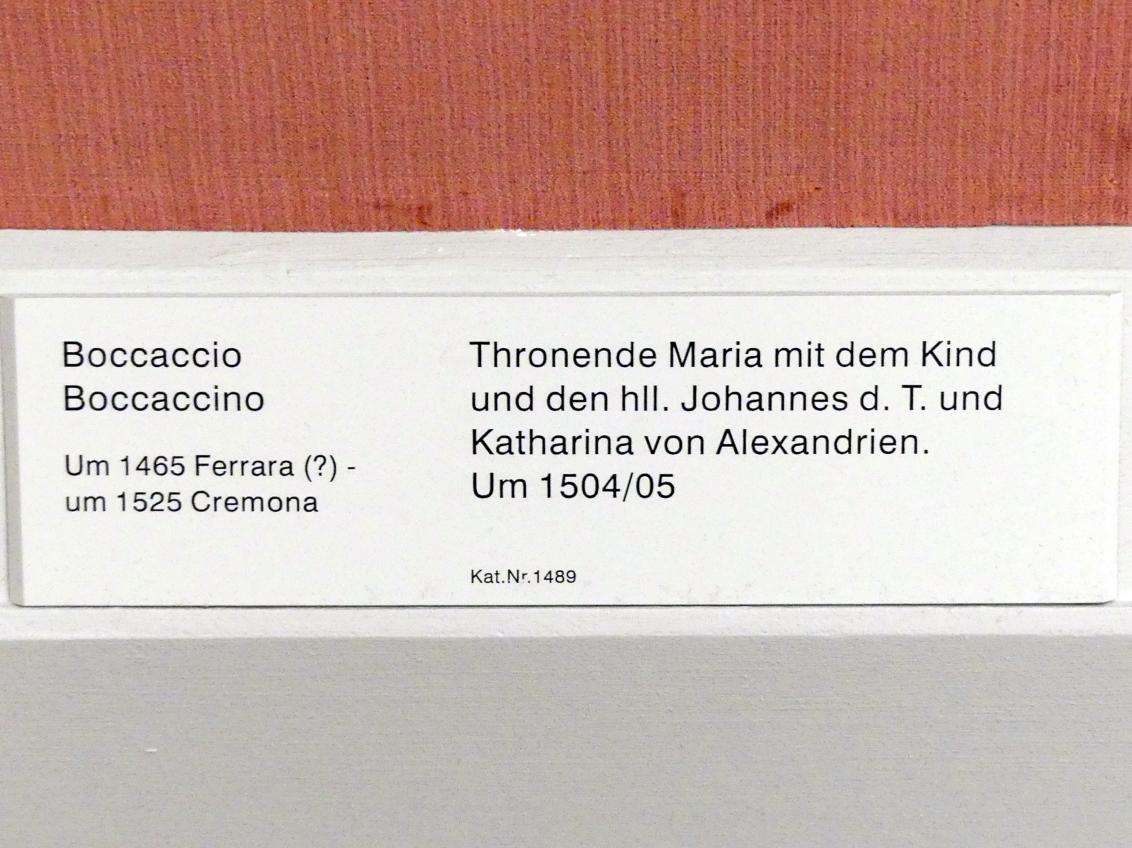 Boccaccio
Boccaccino
Um 1465 Ferrara (?) -
um 1525 Cremona
Thronende Maria mit dem Kind
und den hll. Johannes d. T. und
Katharina von Alexandrien.
Um 1504/05
Kat.Nr.1489